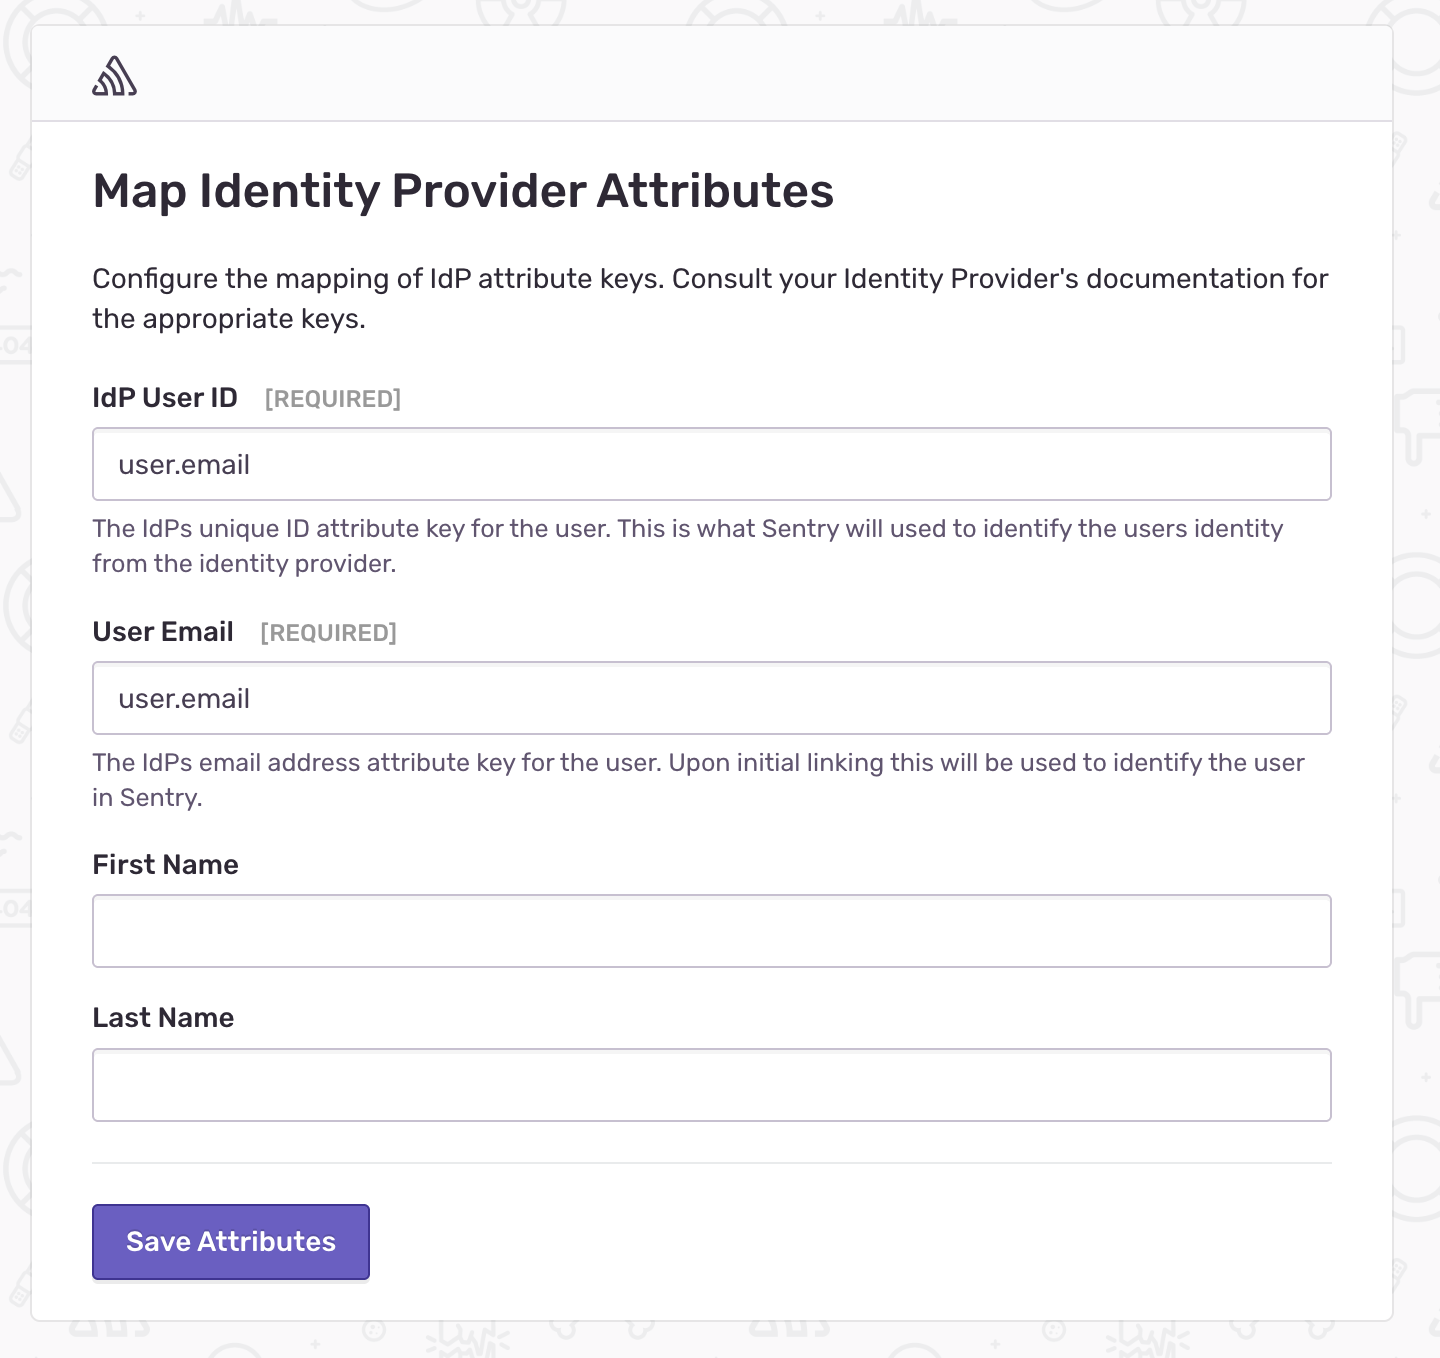 Map Identity Provider Attributes
Configure the mapping of IdP attribute keys. Consult your Identity Provider's documentation for
the appropriate keys.
IdP User ID [REQUIRED]
user.email
The IdPs unique ID attribute key for the user. This is what Sentry will used to identify the users identity
from the identity provider.
User Email [REQUIRED]
user.email
The IdPs email address attribute key for the user. Upon initial linking this will be used to identify the user
in Sentry.
First Name
Last Name
Save Attributes